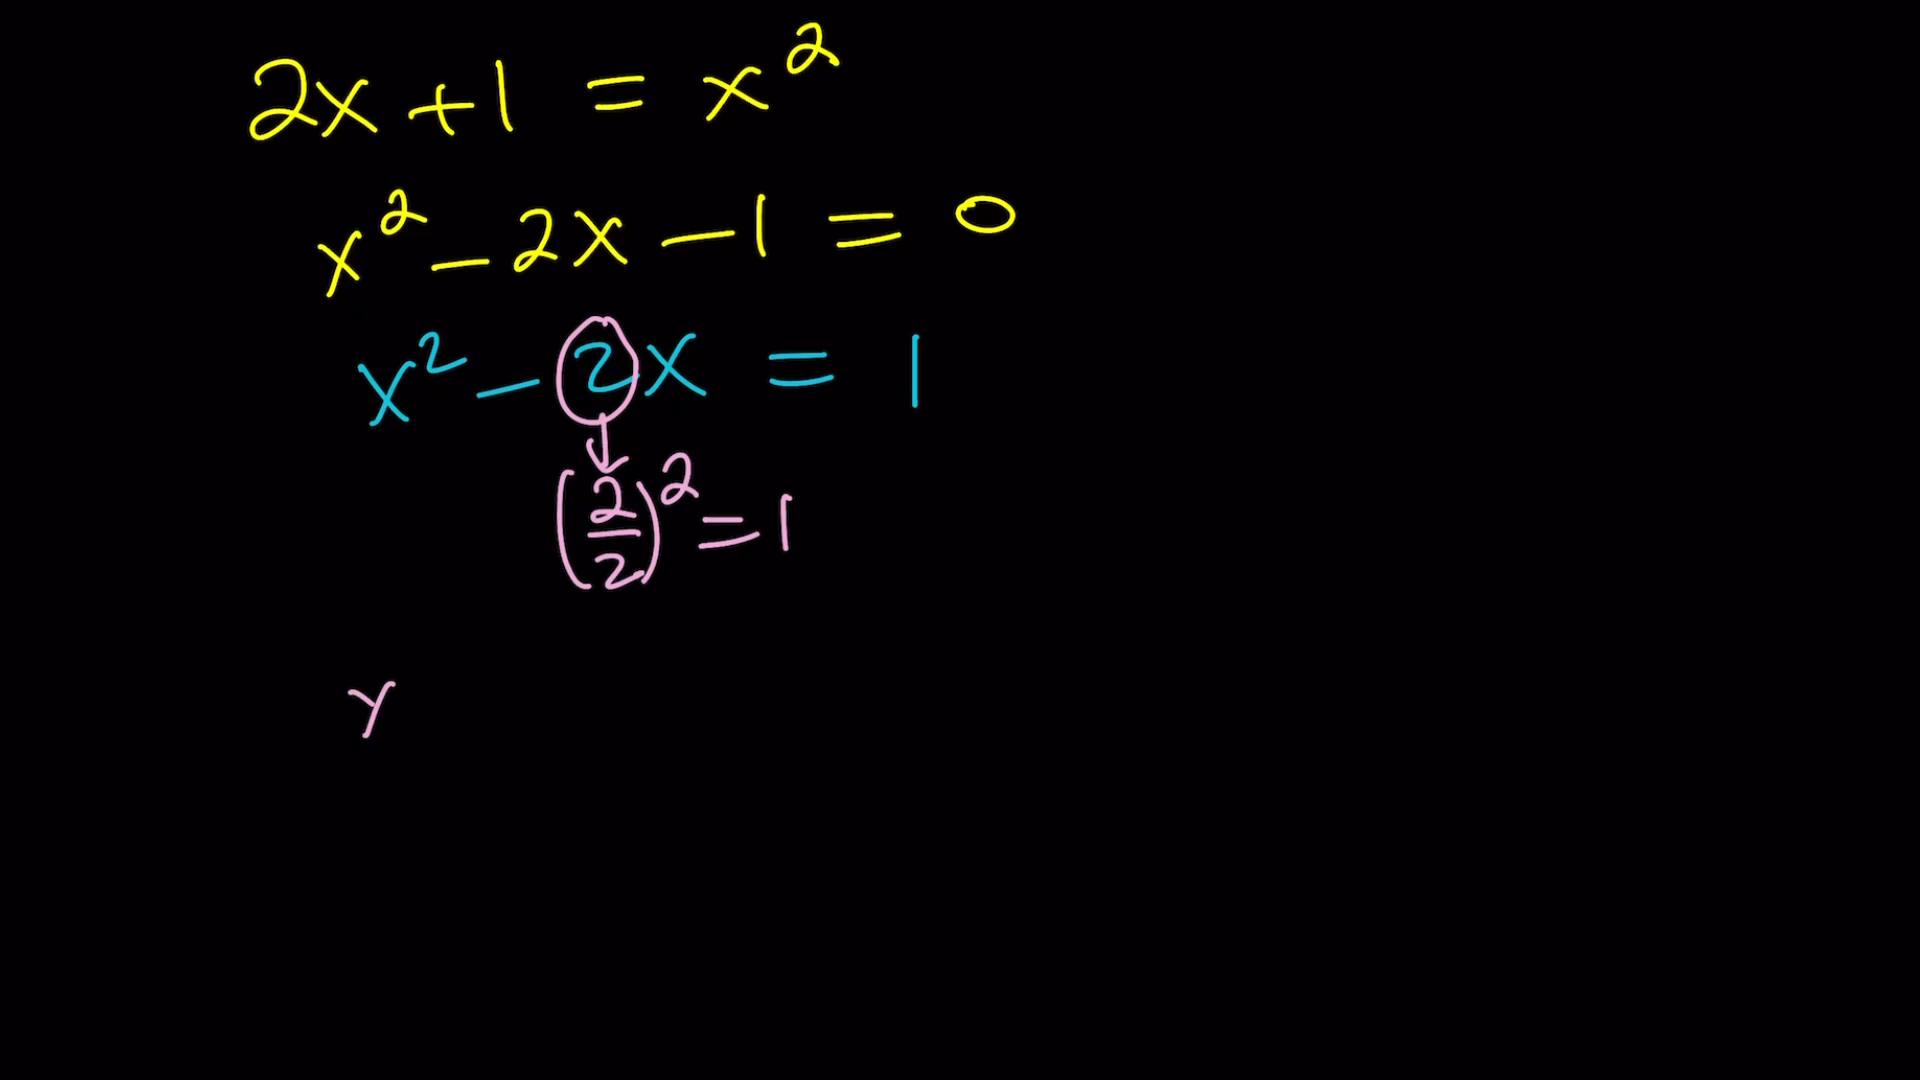 2x + 1 = x²
x² - 2x - 1 = 0
x² - 2x = 1
(2/2)² = 1